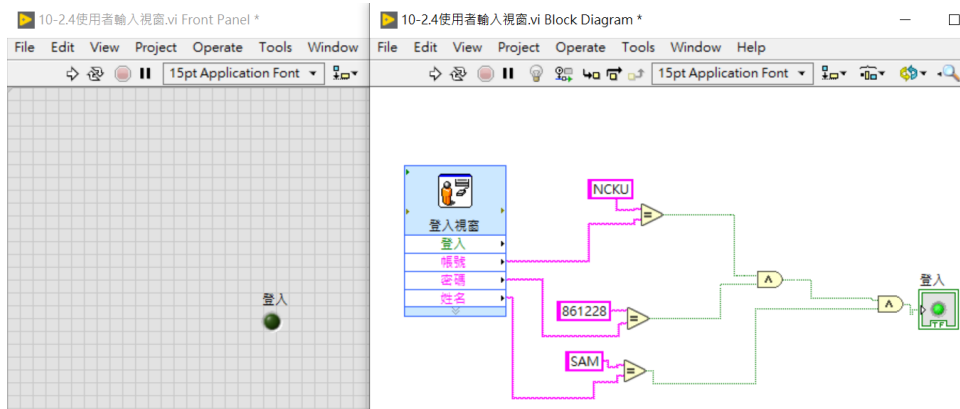 10-2.4使用者輸入視窗.vi Front Panel *
File Edit View Project Operate Tools Window
15pt Application Font
登入
10-2.4使用者輸入視窗.vi Block Diagram *
File Edit View Project Operate Tools Window Help
15pt Application Font
登入視窗
登入
帳號
密碼
姓名
NCKU
=
861228
=
SAM
=
∧
∧
登入
TF